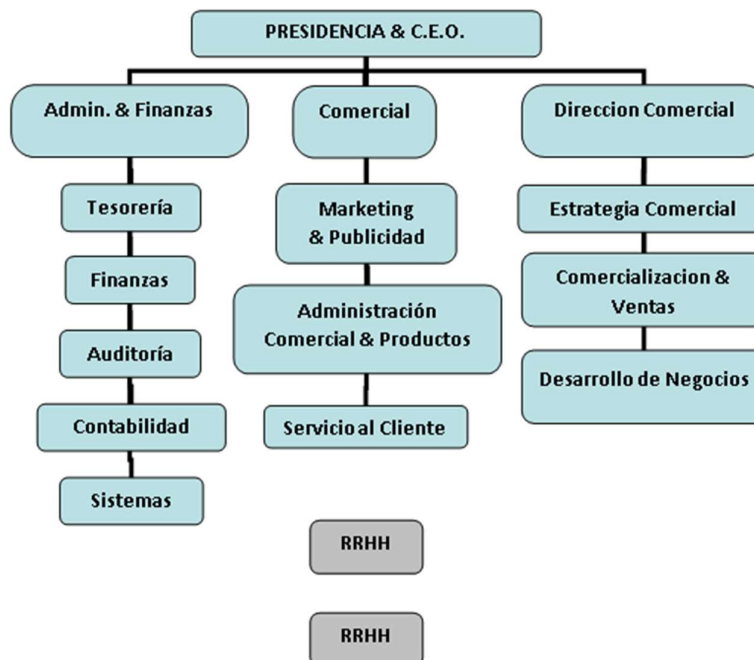 PRESIDENCIA & C.E.O.
Admin. & Finanzas
Comercial
Direccion Comercial
Tesorería
Marketing
& Publicidad
Estrategia Comercial
Finanzas
Comercializacion &
Ventas
Administración
Comercial & Productos
Auditoría
Desarrollo de Negocios
Contabilidad
Servicio al Cliente
Sistemas
RRHH
RRHH